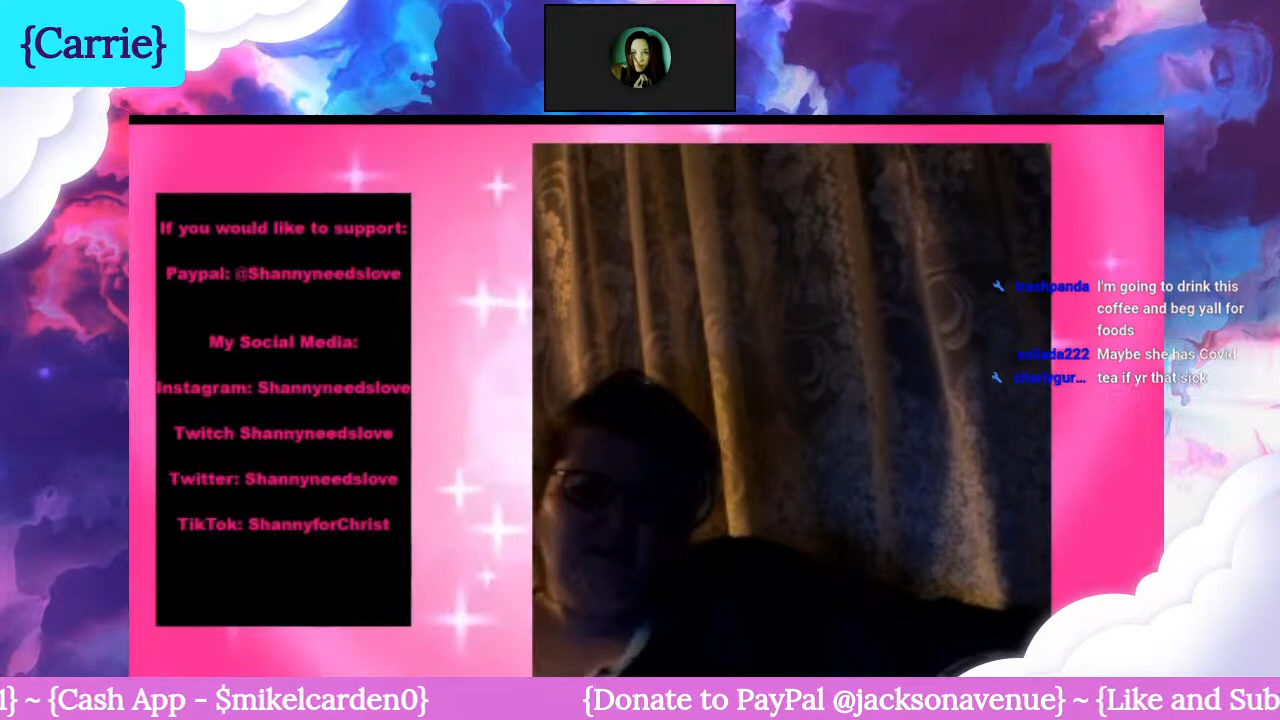 {Carrie}
If you would like to support:
Paypal: @Shannyneedslove
My Social Media:
Instagram: Shannyneedslove
Twitch Shannyneedslove
Twitter: Shannyneedslove
TikTok: ShannyforChrist
trashpanda I'm going to drink this
coffee and beg yall for
foods
Maybe she has Covid
charlygur... tea if yr that sick
} ~ {Cash App - $mikelcarden0} {Donate to PayPal @jacksonavenue} ~ {Like and Sub